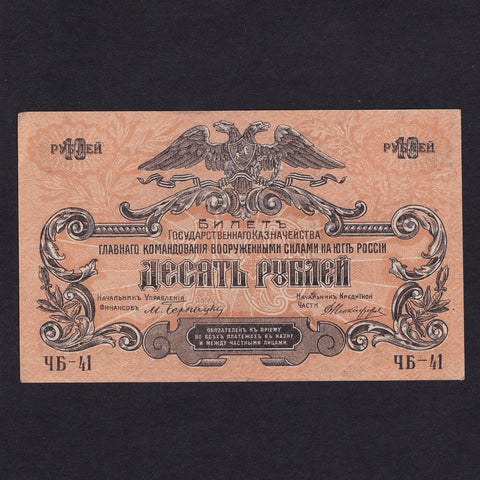 10 РУБЛЕЙ
10 РУБЛЕЙ
БИЛЕТЪ
ГОСУДАРСТВЕННАГО КАЗНАЧЕЙСТВА
ГЛАВНАГО КОМАНДОВАНІЯ ВООРУЖЕННЫМИ СИЛАМИ НА ЮГѢ РОССІИ
ДЕСЯТЬ РУБЛЕЙ
НАЧАЛЬНИКЪ УПРАВЛЕНІЯ
ФИНАНСОВЪ
НАЧАЛЬНИКЪ КРЕДИТНОЙ
ЧАСТИ
ОБЯЗАТЕЛЕНЪ КЪ ПРІЕМУ
ВО ВСѢХЪ ПЛАТЕЖАХЪ ВЪ КАЗНУ
И МЕЖДУ ЧАСТНЫМИ ЛИЦАМИ.
ЧБ-41
ЧБ-41